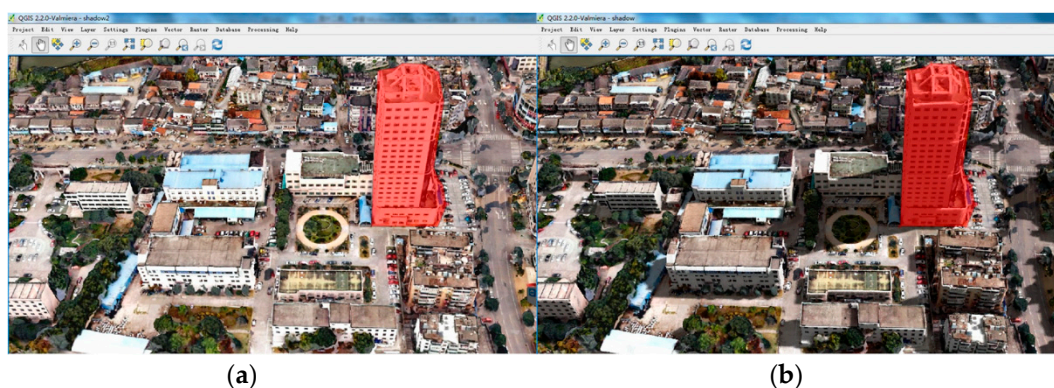 QGIS 2.2.0-Valmiera - shadow2
Project Edit View Layer Settings Plugins Vector Raster Database Processing Help
QGIS 2.2.0-Valmiera - shadow
Project Edit View Layer Settings Plugins Vector Raster Database Processing Help
(a)
(b)